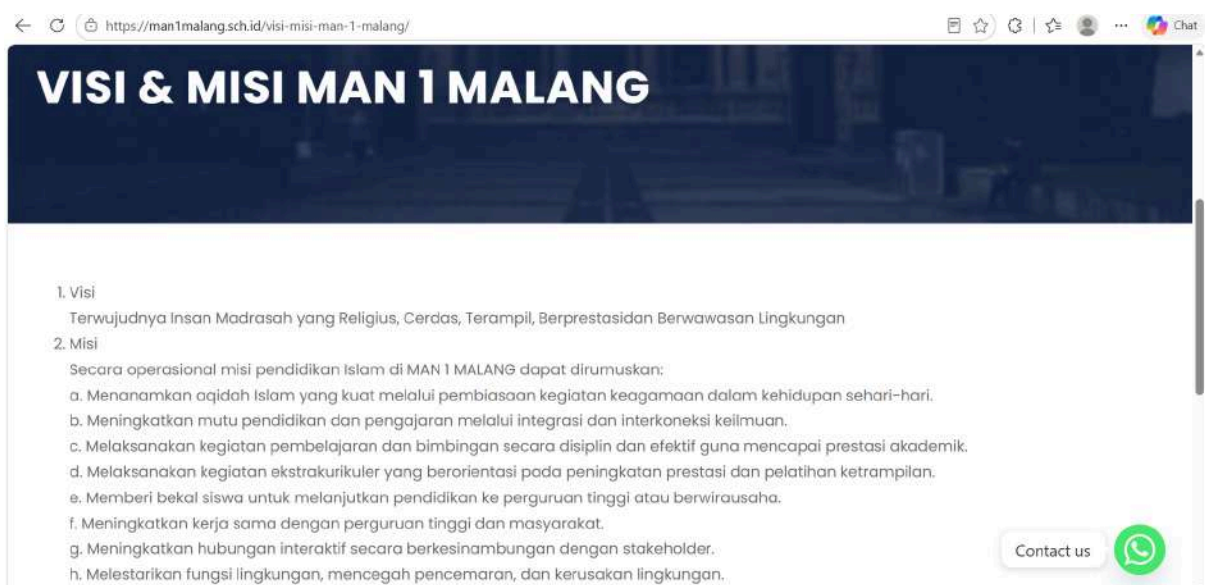 https://man1malang.sch.id/visi-misi-man-1-malang/
Chat
VISI & MISI MAN 1 MALANG
1. Visi
Terwujudnya Insan Madrasah yang Religius, Cerdas, Terampil, Berprestasidan Berwawasan Lingkungan
2. Misi
Secara operasional misi pendidikan Islam di MAN 1 MALANG dapat dirumuskan:
a. Menanamkan aqidah Islam yang kuat melalui pembiasaan kegiatan keagamaan dalam kehidupan sehari-hari.
b. Meningkatkan mutu pendidikan dan pengajaran melalui integrasi dan interkoneksi keilmuan.
c. Melaksanakan kegiatan pembelajaran dan bimbingan secara disiplin dan efektif guna mencapai prestasi akademik.
d. Melaksanakan kegiatan ekstrakurikuler yang berorientasi pada peningkatan prestasi dan pelatihan ketrampilan.
e. Memberi bekal siswa untuk melanjutkan pendidikan ke perguruan tinggi atau berwirausaha.
f. Meningkatkan kerja sama dengan perguruan tinggi dan masyarakat.
g. Meningkatkan hubungan interaktif secara berkesinambungan dengan stakeholder.
h. Melestarikan fungsi lingkungan, mencegah pencemaran, dan kerusakan lingkungan.
Contact us